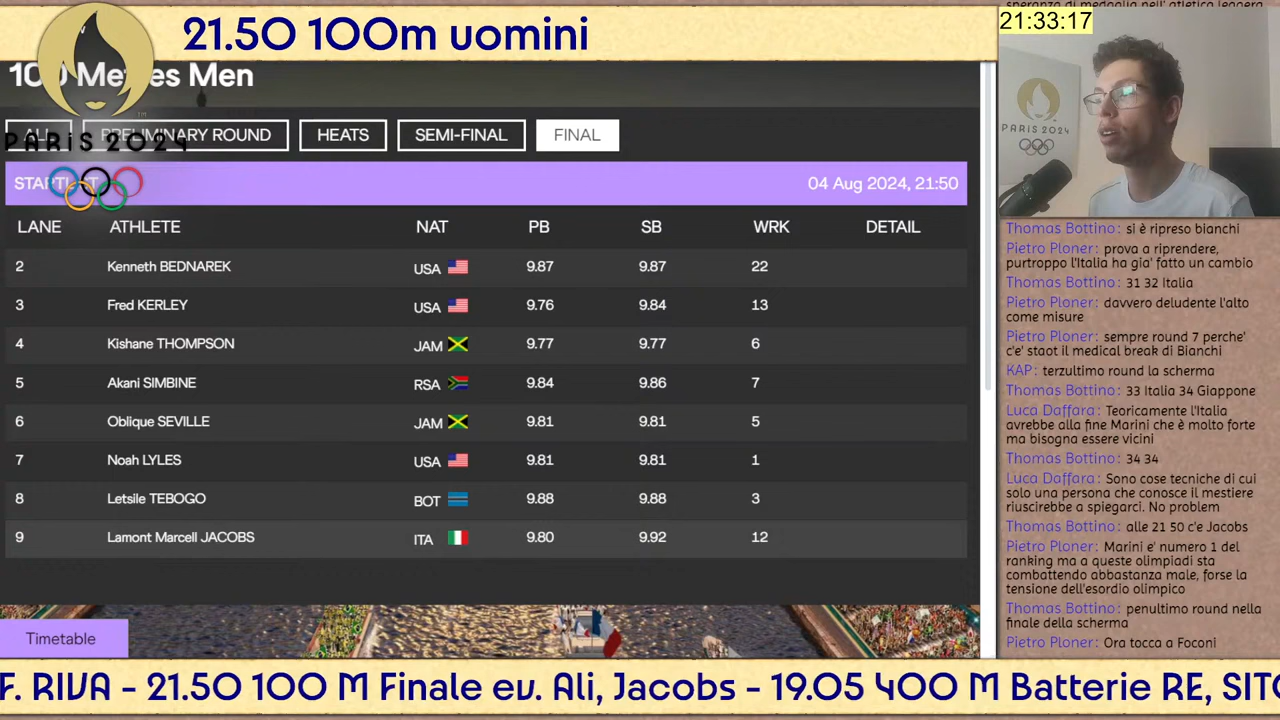 21.50 100m uomini
100 Metres Men
PARIS 2024
ALL PRELIMINARY ROUND HEATS SEMI-FINAL FINAL
STARTLIST 04 Aug 2024, 21:50
LANE ATHLETE NAT PB SB WRK DETAIL
2 Kenneth BEDNAREK USA 9.87 9.87 22
3 Fred KERLEY USA 9.76 9.84 13
4 Kishane THOMPSON JAM 9.77 9.77 6
5 Akani SIMBINE RSA 9.84 9.86 7
6 Oblique SEVILLE JAM 9.81 9.81 5
7 Noah LYLES USA 9.81 9.81 1
8 Letsile TEBOGO BOT 9.88 9.88 3
9 Lamont Marcell JACOBS ITA 9.80 9.92 12
Timetable
F. RIVA - 21.50 100 M Finale ev. Ali, Jacobs - 19.05 400 M Batterie RE, SITO
speranza di medaglia nell' atletica leggera
21:33:17
PARIS 2024
Thomas Bottino: si è ripreso bianchi
Pietro Ploner: prova a riprendere,
purtroppo l'Italia ha gia' fatto un cambio
Thomas Bottino: 31 32 Italia
Pietro Ploner: davvero deludente l'alto
come misure
Pietro Ploner: sempre round 7 perche'
c'e' staot il medical break di Bianchi
KAP: terzultimo round la scherma
Thomas Bottino: 33 Italia 34 Giappone
Luca Daffara: Teoricamente l'Italia
avrebbe alla fine Marini che è molto forte
ma bisogna essere vicini
Thomas Bottino: 34 34
Luca Daffara: Sono cose tecniche di cui
solo una persona che conosce il mestiere
riuscirebbe a spiegarci. No problem
Thomas Bottino: alle 21 50 c'e Jacobs
Pietro Ploner: Marini e' numero 1 del
ranking ma a queste olimpiadi sta
combattendo abbastanza male, forse la
tensione dell'esordio olimpico
Thomas Bottino: penultimo round nella
finale della scherma
Pietro Ploner: Ora tocca a Foconi